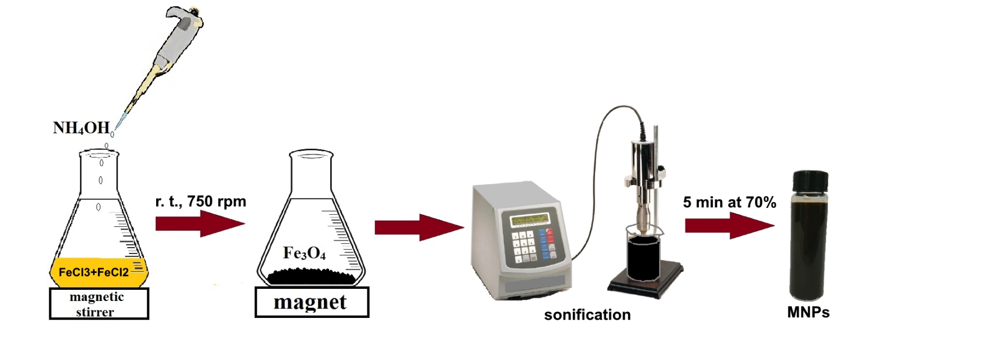 NH₄OH
FeCl3+FeCl2
magnetic
stirrer
r. t., 750 rpm
Fe₃O₄
magnet
sonification
5 min at 70%
MNPs